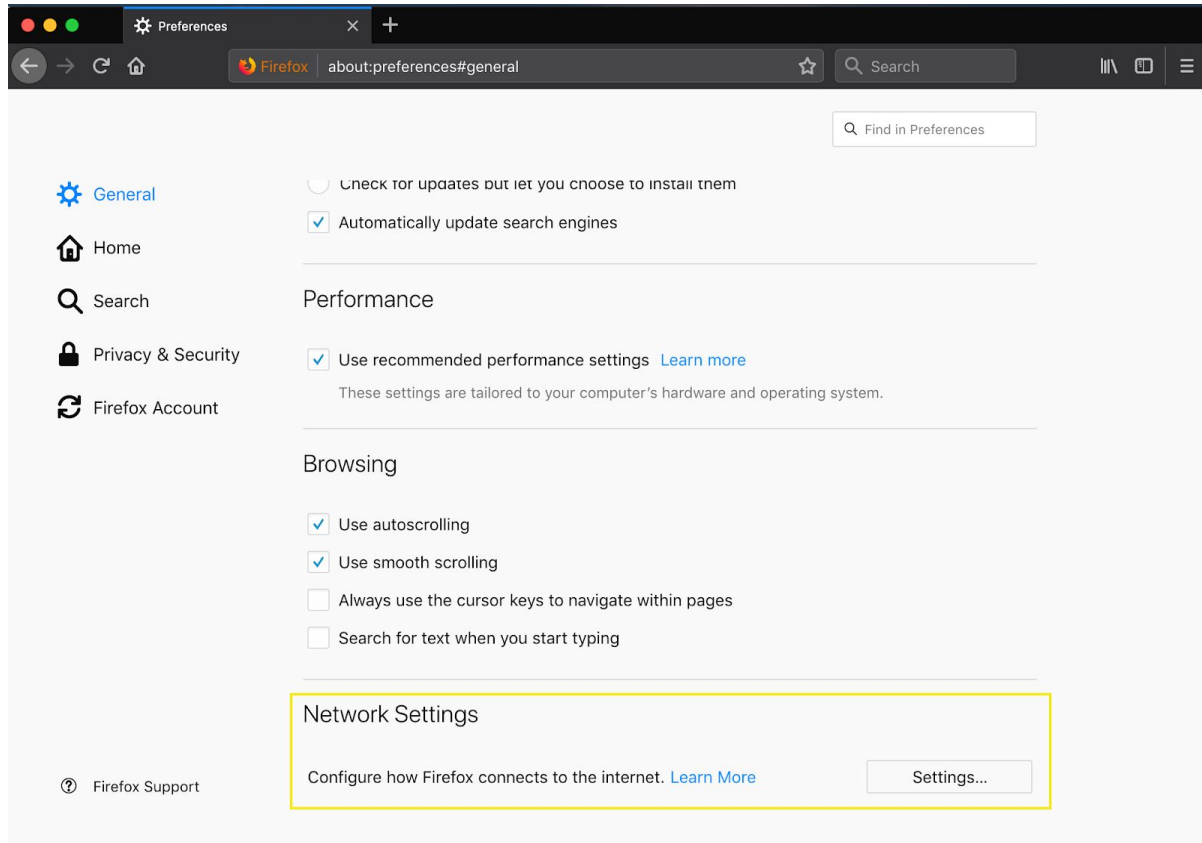 Preferences
Firefox about:preferences#general
Search
Find in Preferences
General
Home
Search
Privacy & Security
Firefox Account
Firefox Support
Check for updates but let you choose to install them
Automatically update search engines
Performance
Use recommended performance settings Learn more
These settings are tailored to your computer's hardware and operating system.
Browsing
Use autoscrolling
Use smooth scrolling
Always use the cursor keys to navigate within pages
Search for text when you start typing
Network Settings
Configure how Firefox connects to the internet. Learn More
Settings...